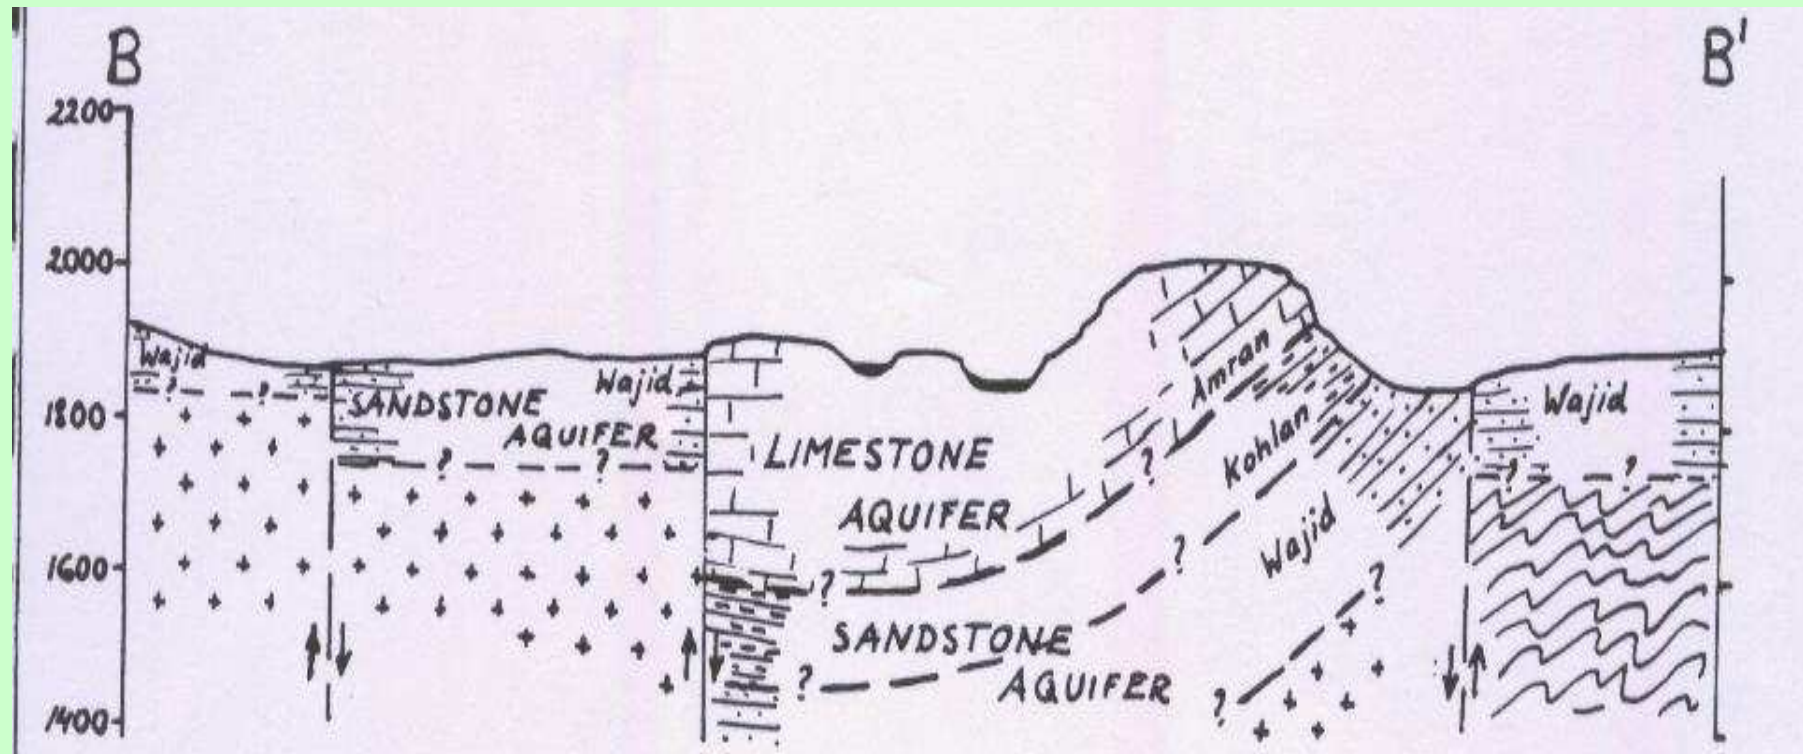 B
B'
2200
2000
1800
1600
1400
Wajid
?
?
SANDSTONE
AQUIFER
Wajid
?
?
LIMESTONE
AQUIFER
?
Amran
?
Kohlan
?
Wajid
?
SANDSTONE
AQUIFER
?
?
Wajid
?
?